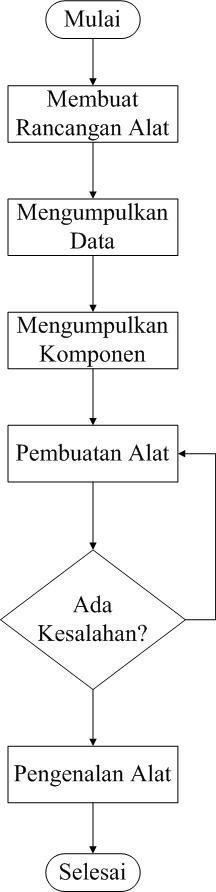 Mulai
Membuat
Rancangan Alat
Mengumpulkan
Data
Mengumpulkan
Komponen
Pembuatan Alat
Ada
Kesalahan?
Pengenalan Alat
Selesai